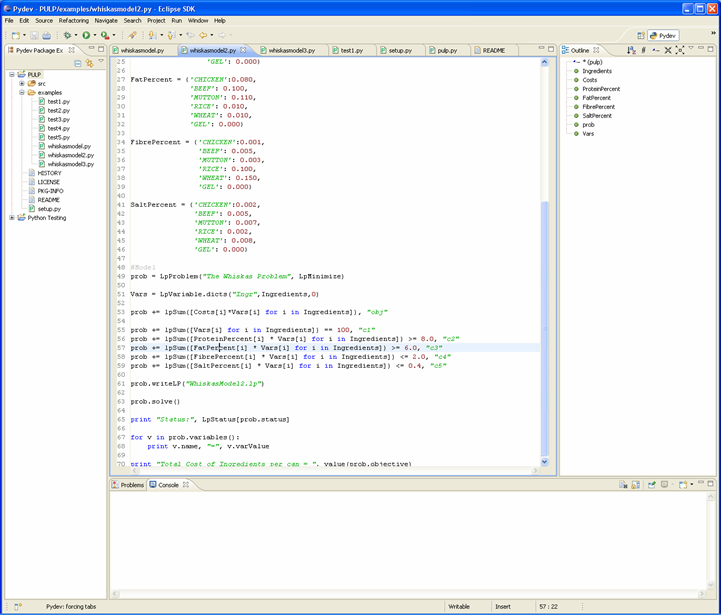 Pydev - PULP/examples/whiskasmodel2.py - Eclipse SDK
File Edit Source Refactoring Navigate Search Project Run Window Help
Pydev
Pydev Package Ex
PULP
src
examples
test1.py
test2.py
test3.py
test4.py
test5.py
whiskasmodel.py
whiskasmodel2.py
whiskasmodel3.py
HISTORY
LICENSE
PKG-INFO
README
setup.py
Python Testing
whiskasmodel.py whiskasmodel2.py whiskasmodel3.py test1.py setup.py pulp.py README
25 'GEL': 0.000}
26
27 FatPercent = {'CHICKEN':0.080,
28 'BEEF': 0.100,
29 'MUTTON': 0.110,
30 'RICE': 0.010,
31 'WHEAT': 0.010,
32 'GEL': 0.000}
33
34 FibrePercent = {'CHICKEN':0.001,
35 'BEEF': 0.005,
36 'MUTTON': 0.003,
37 'RICE': 0.100,
38 'WHEAT': 0.150,
39 'GEL': 0.000}
40
41 SaltPercent = {'CHICKEN':0.002,
42 'BEEF': 0.005,
43 'MUTTON': 0.007,
44 'RICE': 0.002,
45 'WHEAT': 0.008,
46 'GEL': 0.000}
47
48 #Model
49 prob = LpProblem("The Whiskas Problem", LpMinimize)
50
51 Vars = LpVariable.dicts("Ingr",Ingredients,0)
52
53 prob += lpSum([Costs[i]*Vars[i] for i in Ingredients]), "obj"
54
55 prob += lpSum([Vars[i] for i in Ingredients]) == 100, "c1"
56 prob += lpSum([ProteinPercent[i] * Vars[i] for i in Ingredients]) >= 8.0, "c2"
57 prob += lpSum([FatPercent[i] * Vars[i] for i in Ingredients]) >= 6.0, "c3"
58 prob += lpSum([FibrePercent[i] * Vars[i] for i in Ingredients]) <= 2.0, "c4"
59 prob += lpSum([SaltPercent[i] * Vars[i] for i in Ingredients]) <= 0.4, "c5"
60
61 prob.writeLP("WhiskasModel2.lp")
62
63 prob.solve()
64
65 print "Status:", LpStatus[prob.status]
66
67 for v in prob.variables():
68 print v.name, "=", v.varValue
69
70 print "Total Cost of Ingredients per can = ", value(prob.objective)
Outline
* (pulp)
Ingredients
Costs
ProteinPercent
FatPercent
FibrePercent
SaltPercent
prob
Vars
Problems Console
Pydev: forcing tabs Writable Insert 57 : 22